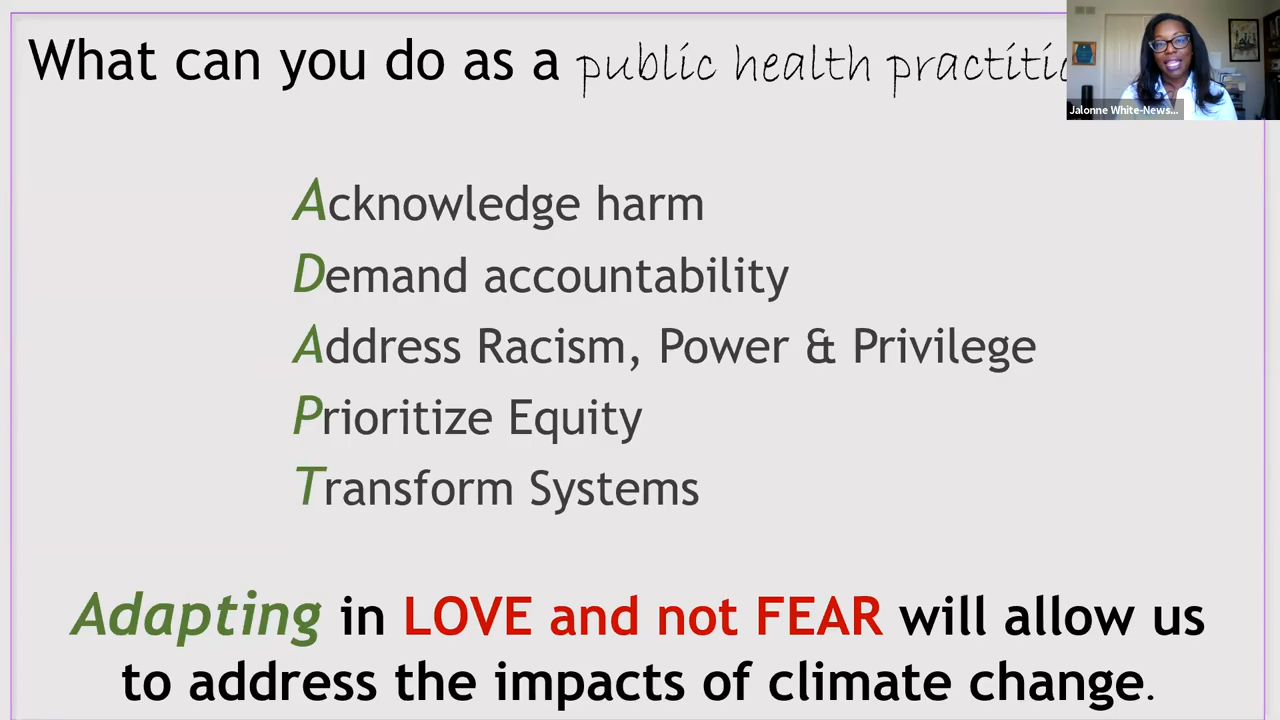 What can you do as a public health practitic
Jalonne White-News...
Acknowledge harm
Demand accountability
Address Racism, Power & Privilege
Prioritize Equity
Transform Systems
Adapting in LOVE and not FEAR will allow us
to address the impacts of climate change.